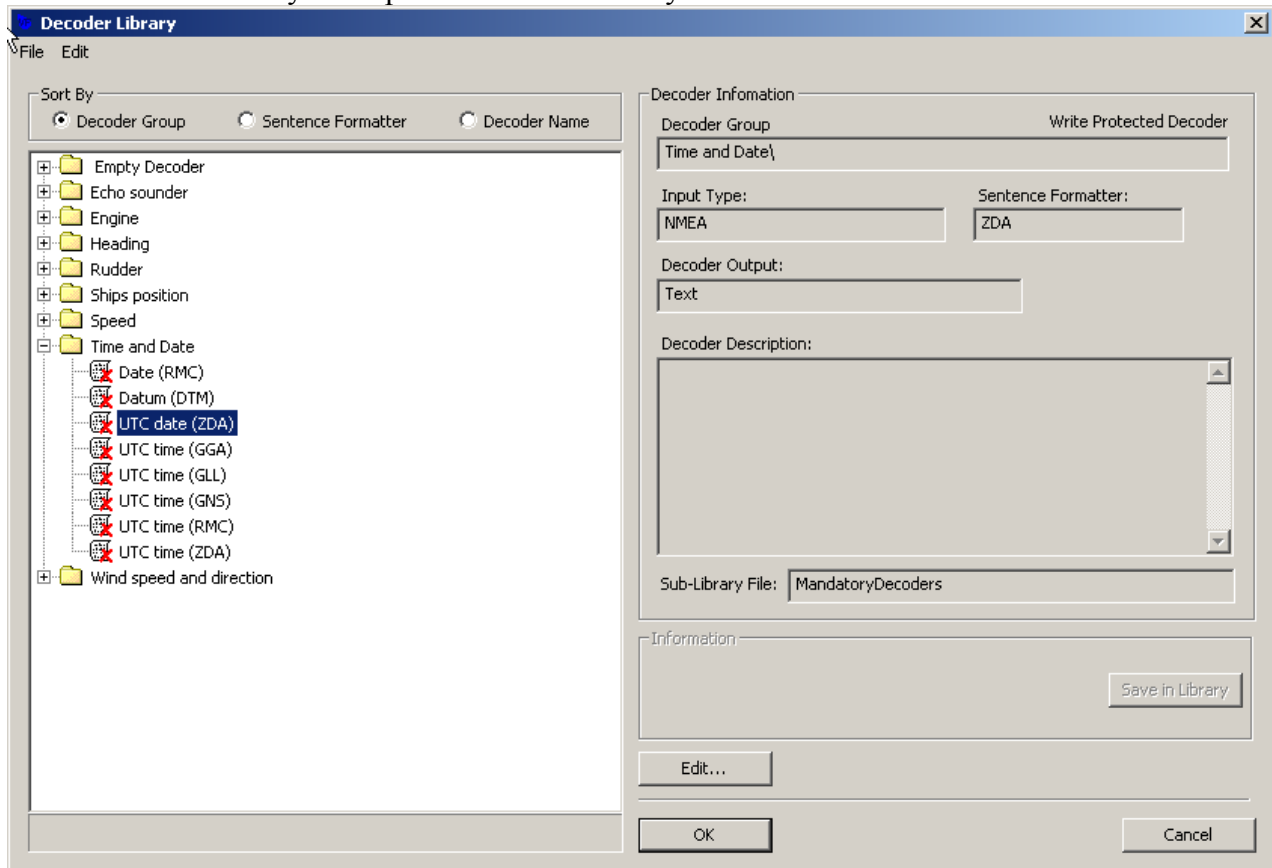 Decoder Library
File Edit
Sort By
Decoder Group Sentence Formatter Decoder Name
Empty Decoder
Echo sounder
Engine
Heading
Rudder
Ships position
Speed
Time and Date
Date (RMC)
Datum (DTM)
UTC date (ZDA)
UTC time (GGA)
UTC time (GLL)
UTC time (GNS)
UTC time (RMC)
UTC time (ZDA)
Wind speed and direction
Decoder Infomation
Decoder Group Write Protected Decoder
Time and Date\
Input Type: Sentence Formatter:
NMEA ZDA
Decoder Output:
Text
Decoder Description:
Sub-Library File: MandatoryDecoders
Information
Save in Library
Edit...
OK Cancel